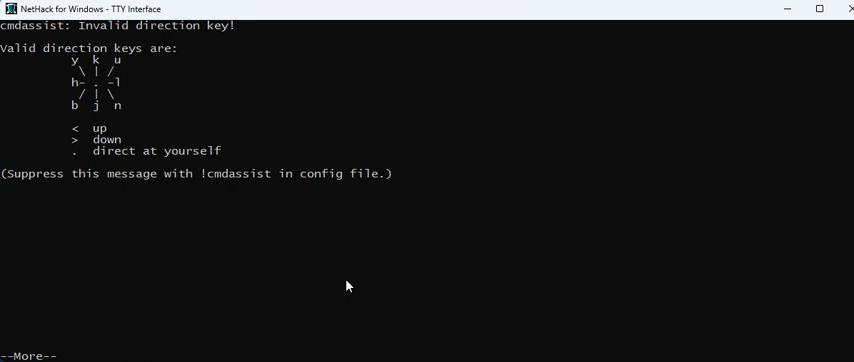 NetHack for Windows - TTY Interface
cmdassist: Invalid direction key!
Valid direction keys are:
y k u
\ | /
h- . -l
/ | \
b j n
< up
> down
. direct at yourself
(Suppress this message with !cmdassist in config file.)
--More--